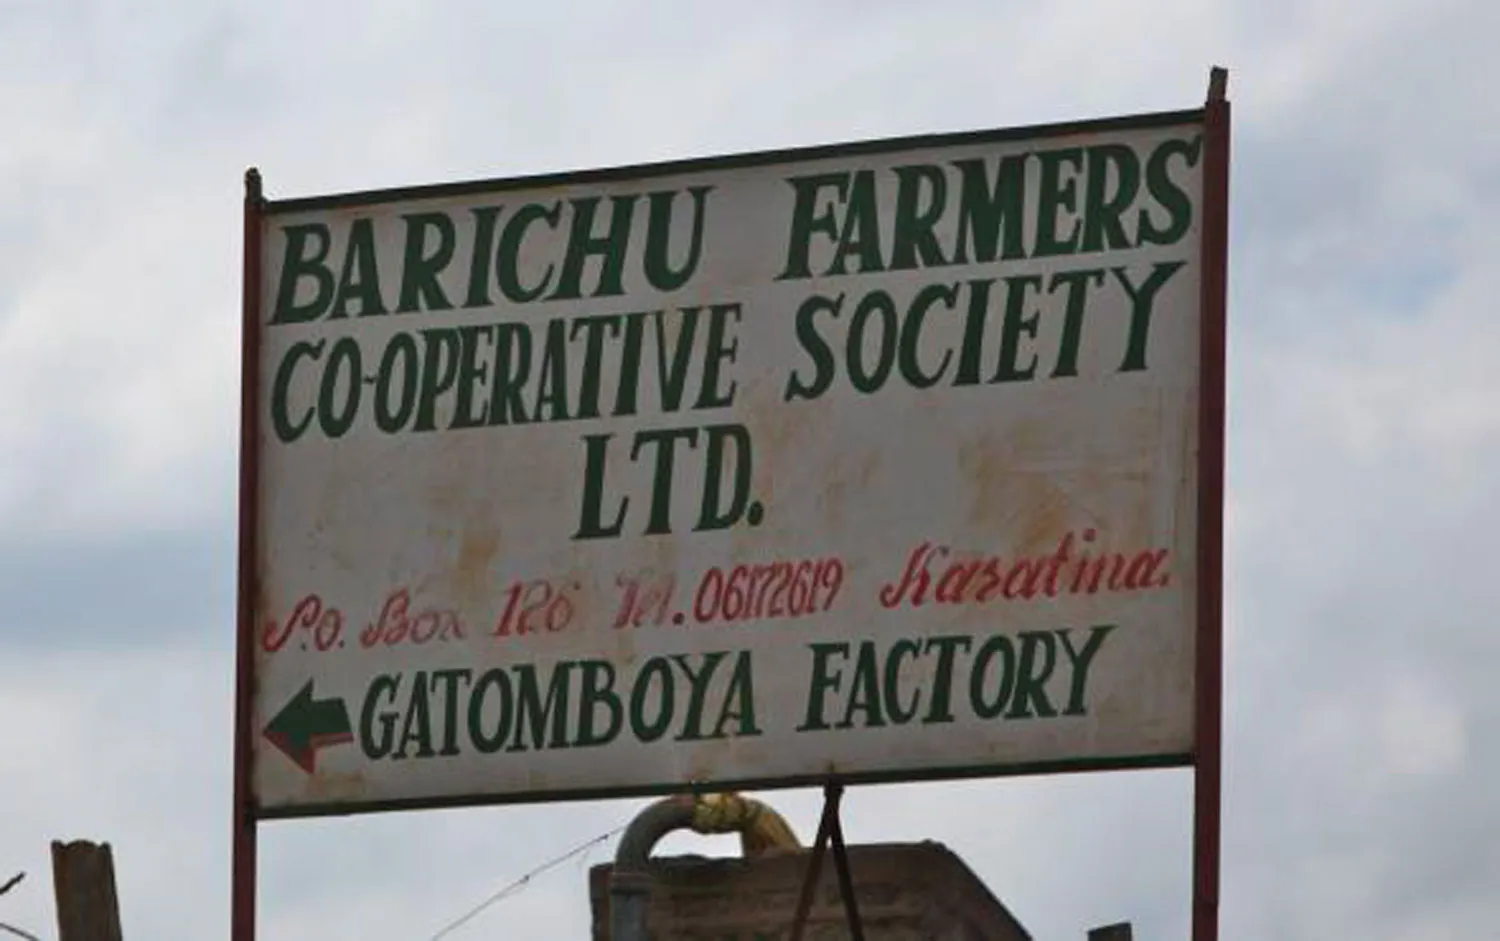 BARICHU FARMERS
CO-OPERATIVE SOCIETY
LTD.
P.O. Box 126 Tel. 06172619 Karatina.
GATOMBOYA FACTORY